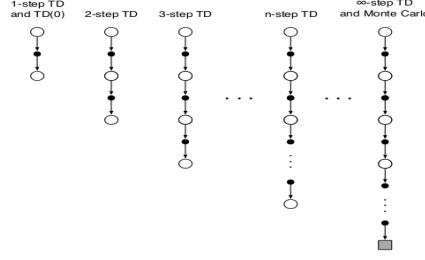 1-step TD
and TD(0)
2-step TD
3-step TD
n-step TD
∞-step TD
and Monte Carlo